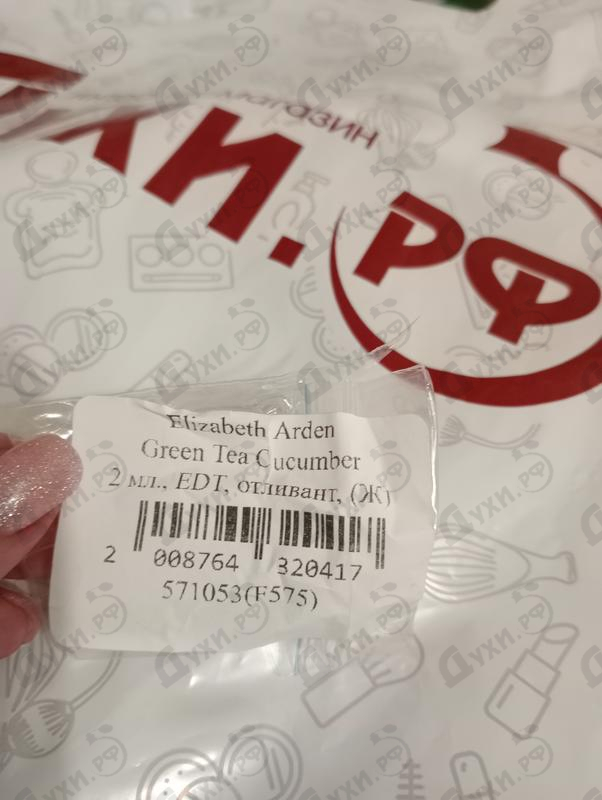 магазин
ХИ.РФ
Elizabeth Arden
Green Tea Cucumber
2 мл., EDT, отливант, (Ж)
2 008764 320417
571053(F575)
Духи.РФ